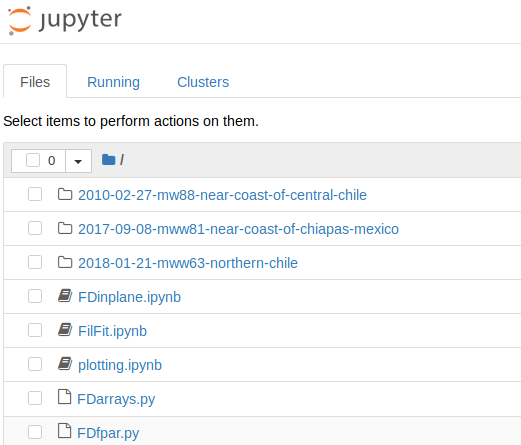 jupyter
Files Running Clusters
Select items to perform actions on them.
0 /
2010-02-27-mw88-near-coast-of-central-chile
2017-09-08-mww81-near-coast-of-chiapas-mexico
2018-01-21-mww63-northern-chile
FDinplane.ipynb
FilFit.ipynb
plotting.ipynb
FDarrays.py
FDfpar.py